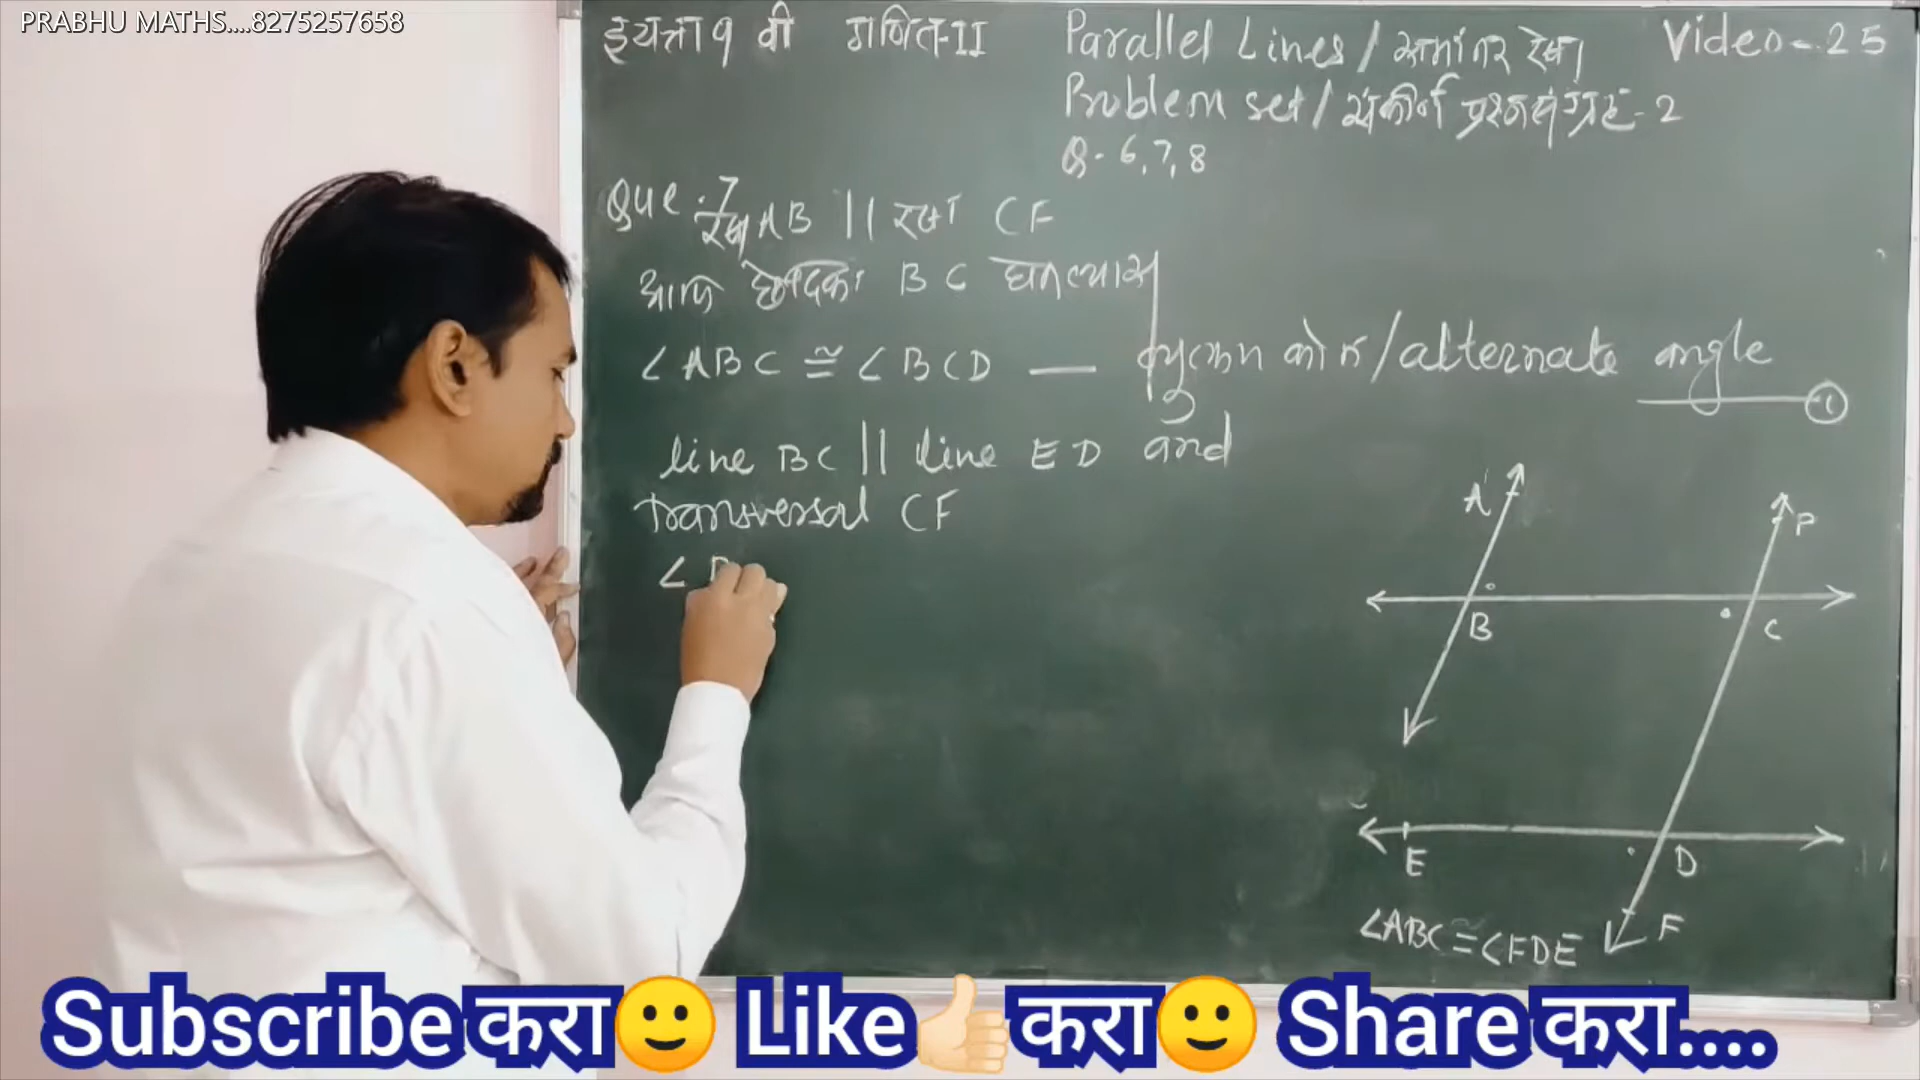 PRABHU MATHS....8275257658
इयत्ता 9 वी गणित-II Parallel Lines / समांतर रेषा Video - 25
Problem set / संकीर्ण प्रश्नसंग्रह - 2
Q. 6, 7, 8
Que. 7
रेषा AB || रेषा CF
आणि छेदिका BC घेतल्यास
∠ABC ≅ ∠BCD — व्युत्क्रम कोन / alternate angle
1
line BC || line ED and
transversal CF
∠
A
P
B
C
E
D
F
∠ABC ≅ ∠FDE
Subscribe करा🙂 Like👍करा🙂 Share करा....